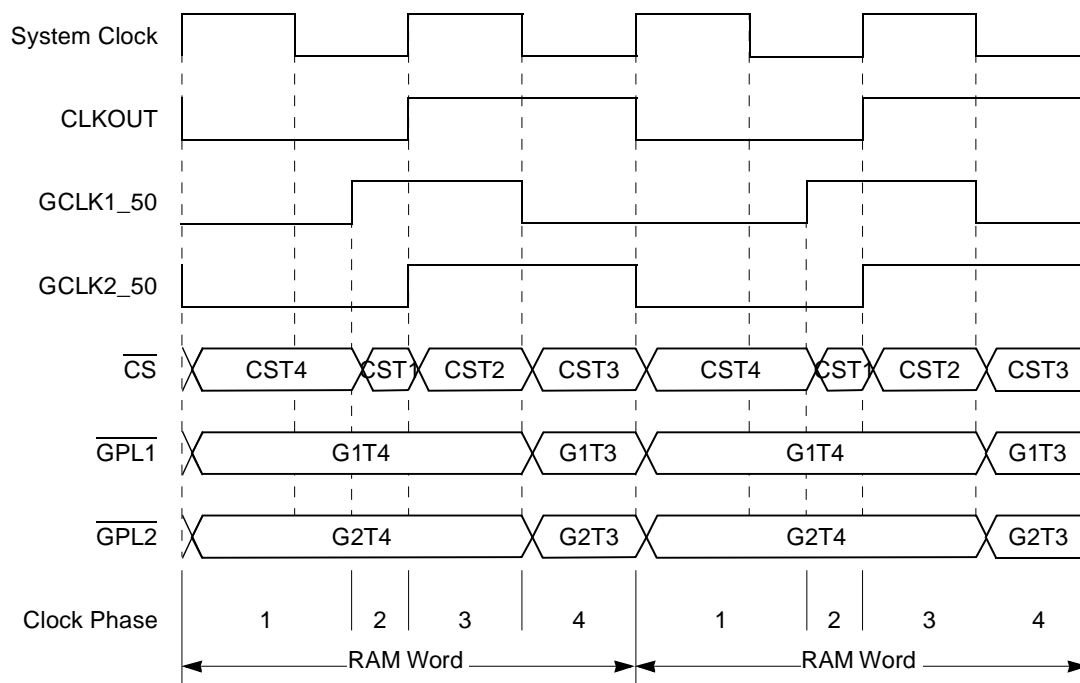 System Clock
CLKOUT
GCLK1_50
GCLK2_50
CS CST4 CST1 CST2 CST3 CST4 CST1 CST2 CST3
GPL1 G1T4 G1T3 G1T4 G1T3
GPL2 G2T4 G2T3 G2T4 G2T3
Clock Phase 1 2 3 4 1 2 3 4
RAM Word RAM Word